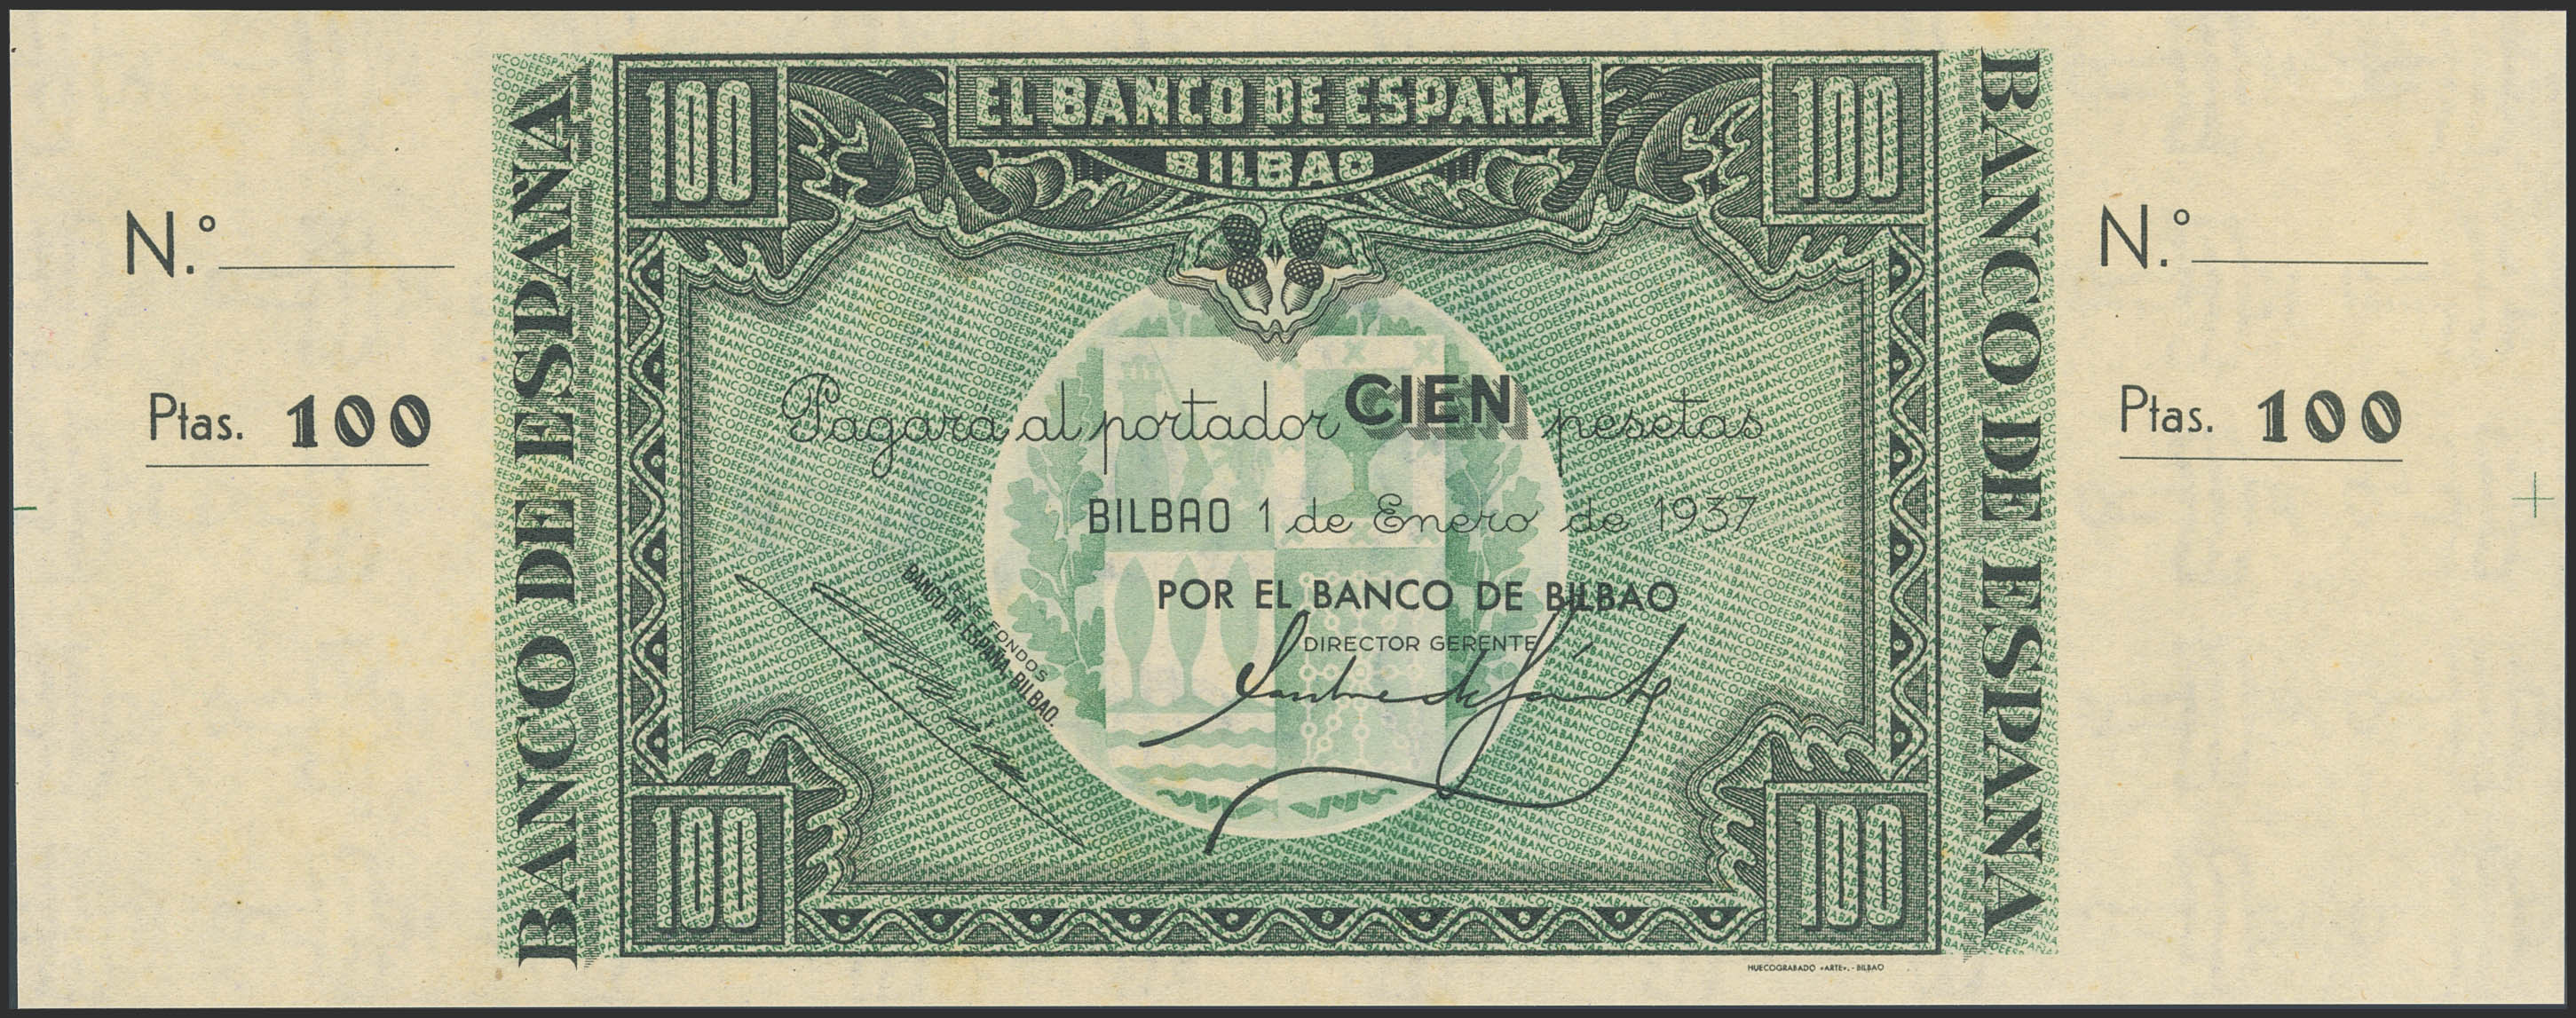 EL BANCO DE ESPAÑA
BILBAO
100
100
N.º
Ptas. 100
BANCO DE ESPAÑA
BANCO DE ESPAÑA
N.º
Ptas. 100
Pagará al portador CIEN pesetas
BILBAO 1 de Enero de 1937
POR EL BANCO DE BILBAO
DIRECTOR GERENTE
FONDOS
BANCO DE ESPAÑA, BILBAO.
100
100
HUECOGRABADO «ARTE».- BILBAO